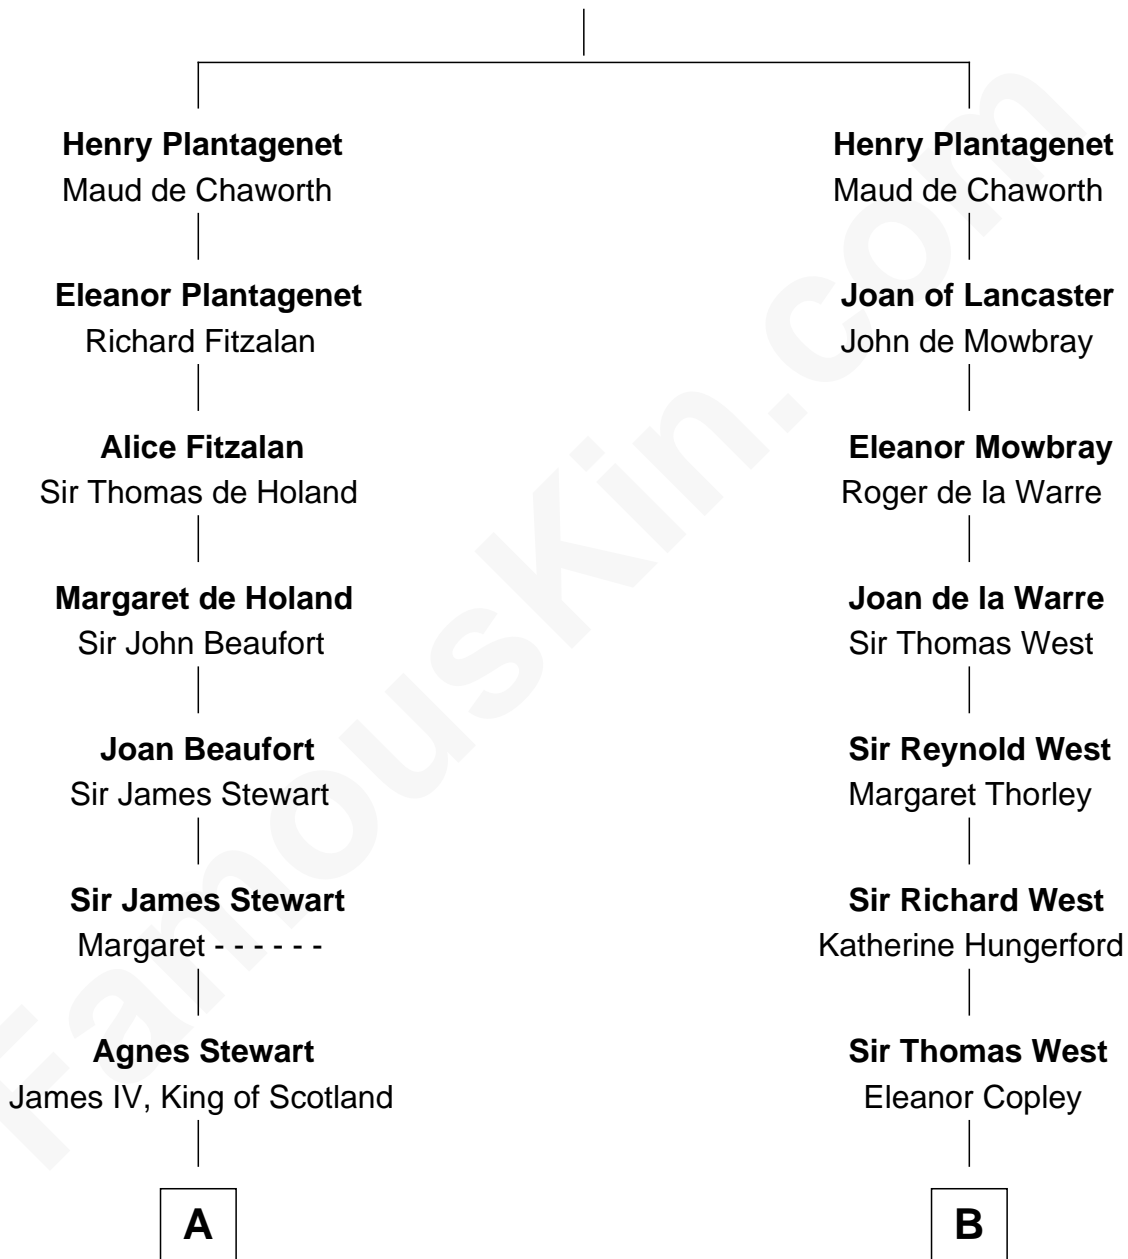 Henry Plantagenet
Maud de Chaworth
Eleanor Plantagenet
Richard Fitzalan
Alice Fitzalan
Sir Thomas de Holand
Margaret de Holand
Sir John Beaufort
Joan Beaufort
Sir James Stewart
Sir James Stewart
Margaret - - - - - -
Agnes Stewart
James IV, King of Scotland
A
Henry Plantagenet
Maud de Chaworth
Joan of Lancaster
John de Mowbray
Eleanor Mowbray
Roger de la Warre
Joan de la Warre
Sir Thomas West
Sir Reynold West
Margaret Thorley
Sir Richard West
Katherine Hungerford
Sir Thomas West
Eleanor Copley
B
FamousKin.com